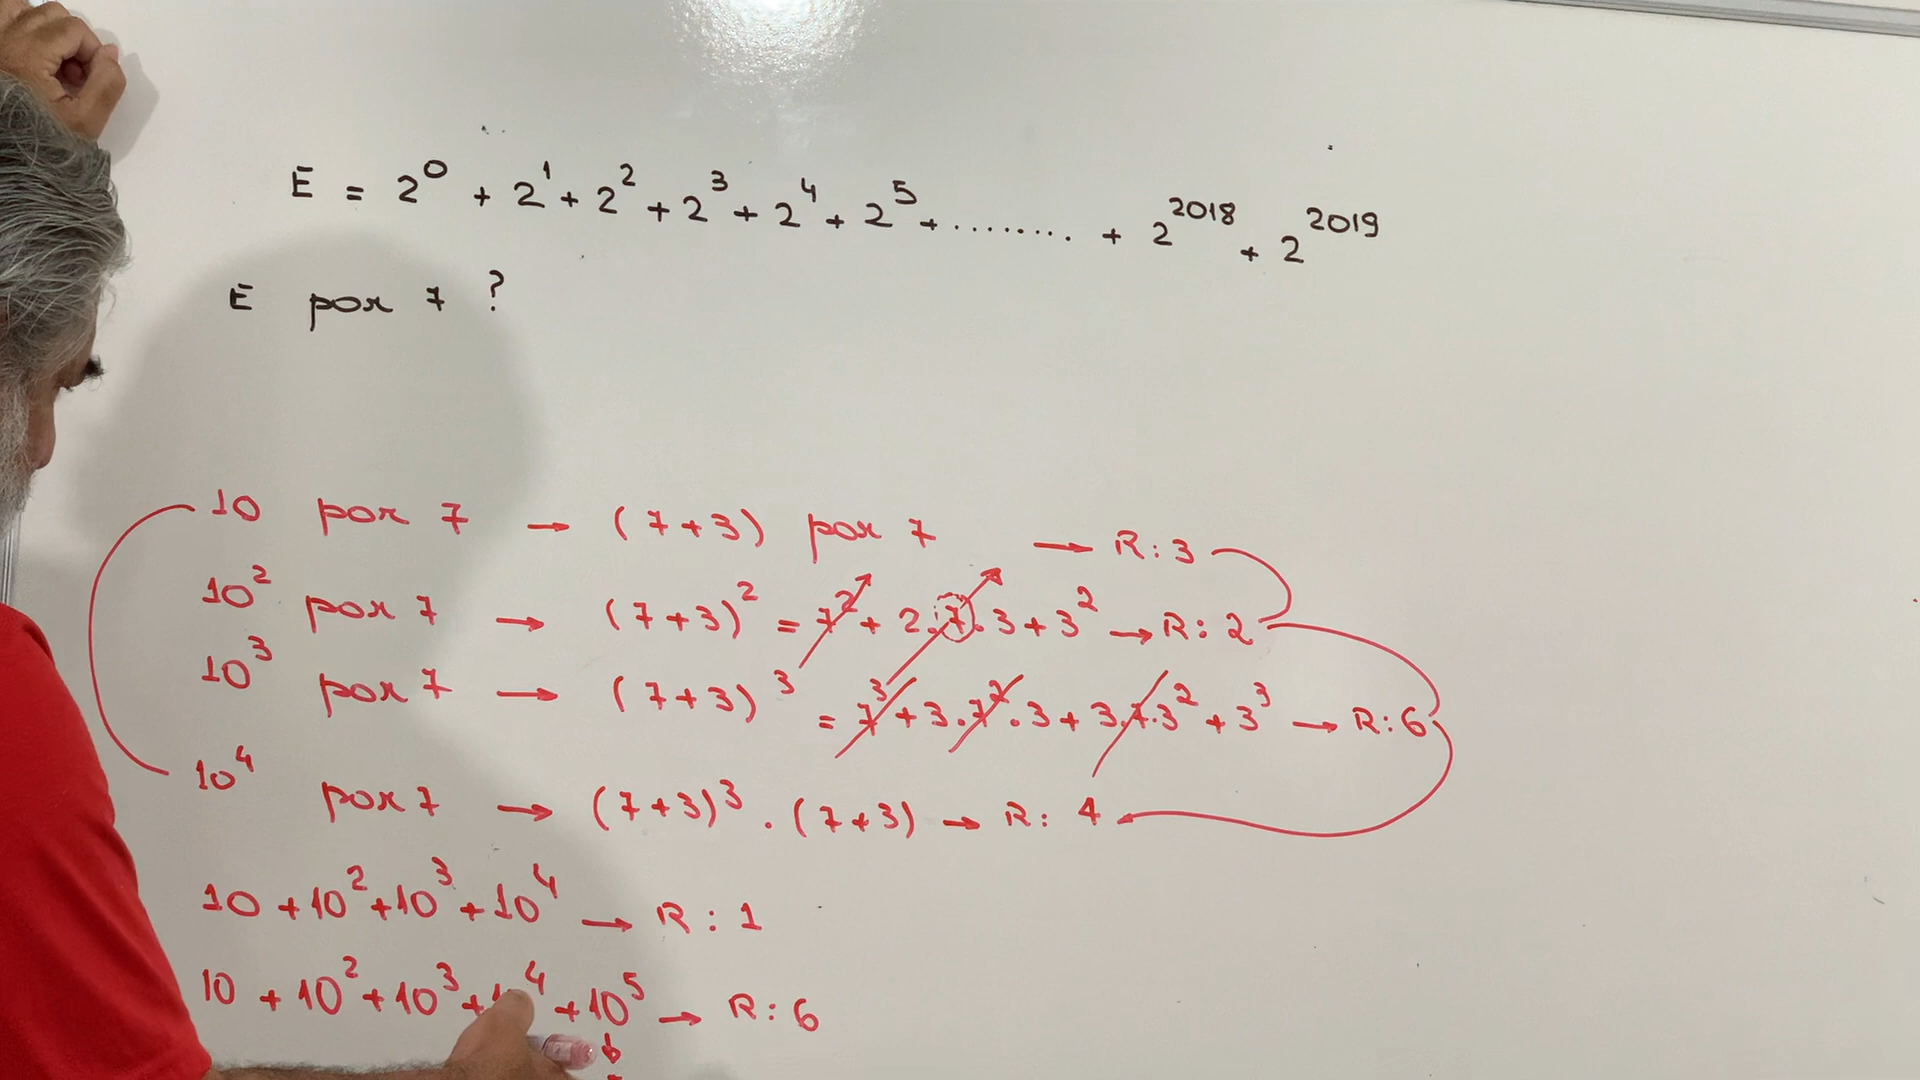 E = 2⁰ + 2¹ + 2² + 2³ + 2⁴ + 2⁵ + ........ + 2²⁰¹⁸ + 2²⁰¹⁹
E por 7 ?
10 por 7 → (7+3) por 7 → R: 3
10² por 7 → (7+3)² = 7² + 2.7.3 + 3² → R: 2
10³ por 7 → (7+3)³ = 7³ + 3.7².3 + 3.7.3² + 3³ → R: 6
10⁴ por 7 → (7+3)³ . (7+3) → R: 4
10 + 10² + 10³ + 10⁴ → R: 1
10 + 10² + 10³ + ⁴ + 10⁵ → R: 6